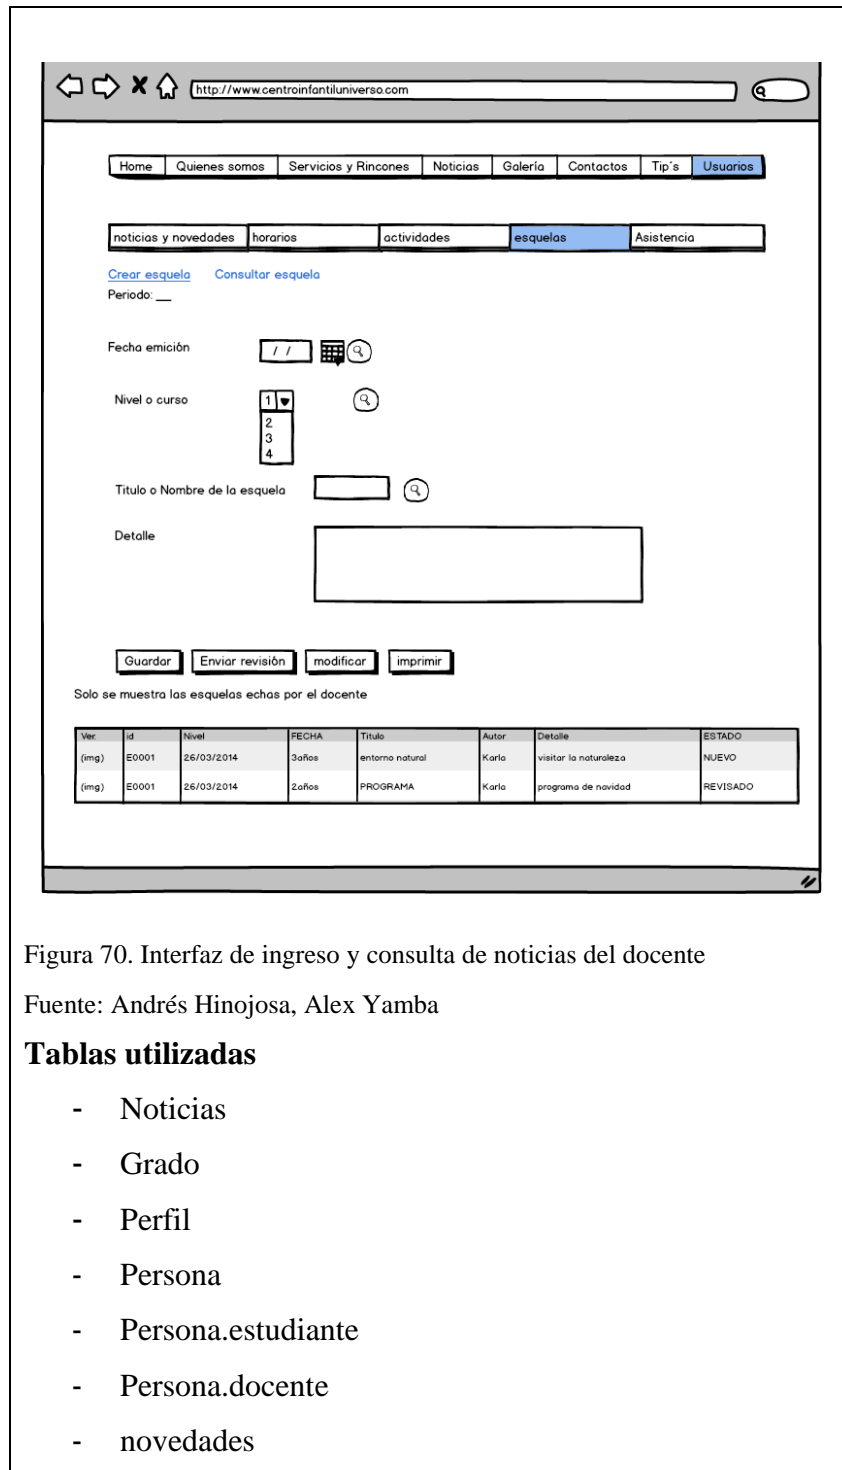 http://www.centroinfantiluniverso.com
Home Quienes somos Servicios y Rincones Noticias Galería Contactos Tip´s Usuarios
noticias y novedades horarios actividades esquelas Asistencia
Crear esquela Consultar esquela
Periodo: __
Fecha emición / /
Nivel o curso 1
2
3
4
Titulo o Nombre de la esquela
Detalle
Guardar Enviar revisión modificar imprimir
Solo se muestra las esquelas echas por el docente
Ver. id Nivel FECHA Titulo Autor Detalle ESTADO
(img) E0001 26/03/2014 3años entorno natural Karla visitar la naturaleza NUEVO
(img) E0001 26/03/2014 2años PROGRAMA Karla programa de navidad REVISADO
Figura 70. Interfaz de ingreso y consulta de noticias del docente
Fuente: Andrés Hinojosa, Alex Yamba
Tablas utilizadas
- Noticias
- Grado
- Perfil
- Persona
- Persona.estudiante
- Persona.docente
- novedades